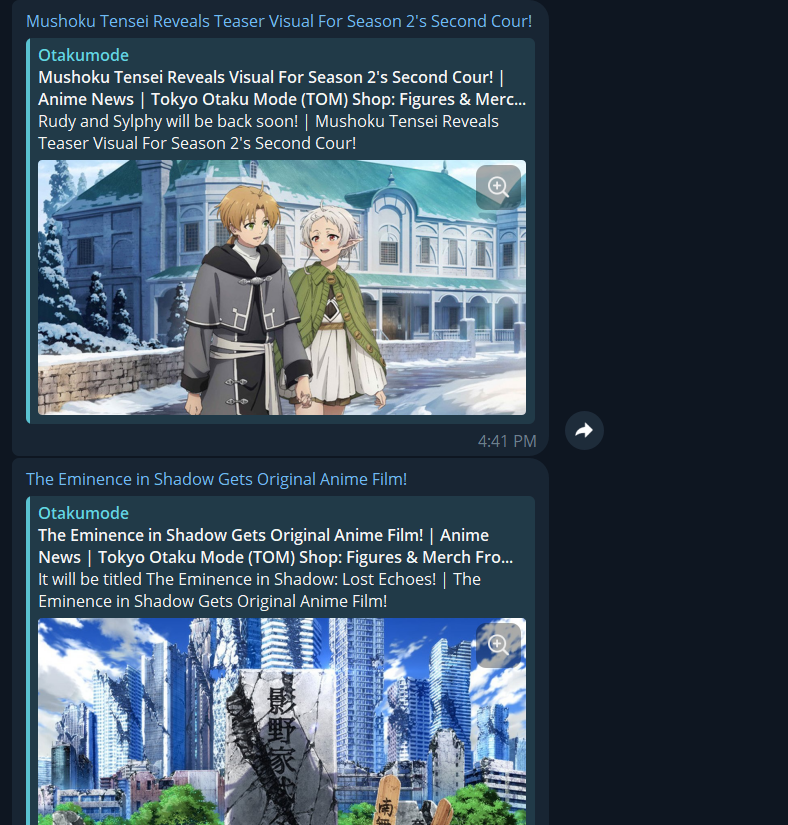 Mushoku Tensei Reveals Teaser Visual For Season 2's Second Cour!
Otakumode
Mushoku Tensei Reveals Visual For Season 2's Second Cour! |
Anime News | Tokyo Otaku Mode (TOM) Shop: Figures & Merc...
Rudy and Sylphy will be back soon! | Mushoku Tensei Reveals
Teaser Visual For Season 2's Second Cour!
4:41 PM
The Eminence in Shadow Gets Original Anime Film!
Otakumode
The Eminence in Shadow Gets Original Anime Film! | Anime
News | Tokyo Otaku Mode (TOM) Shop: Figures & Merch Fro...
It will be titled The Eminence in Shadow: Lost Echoes! | The
Eminence in Shadow Gets Original Anime Film!
影野家
南無